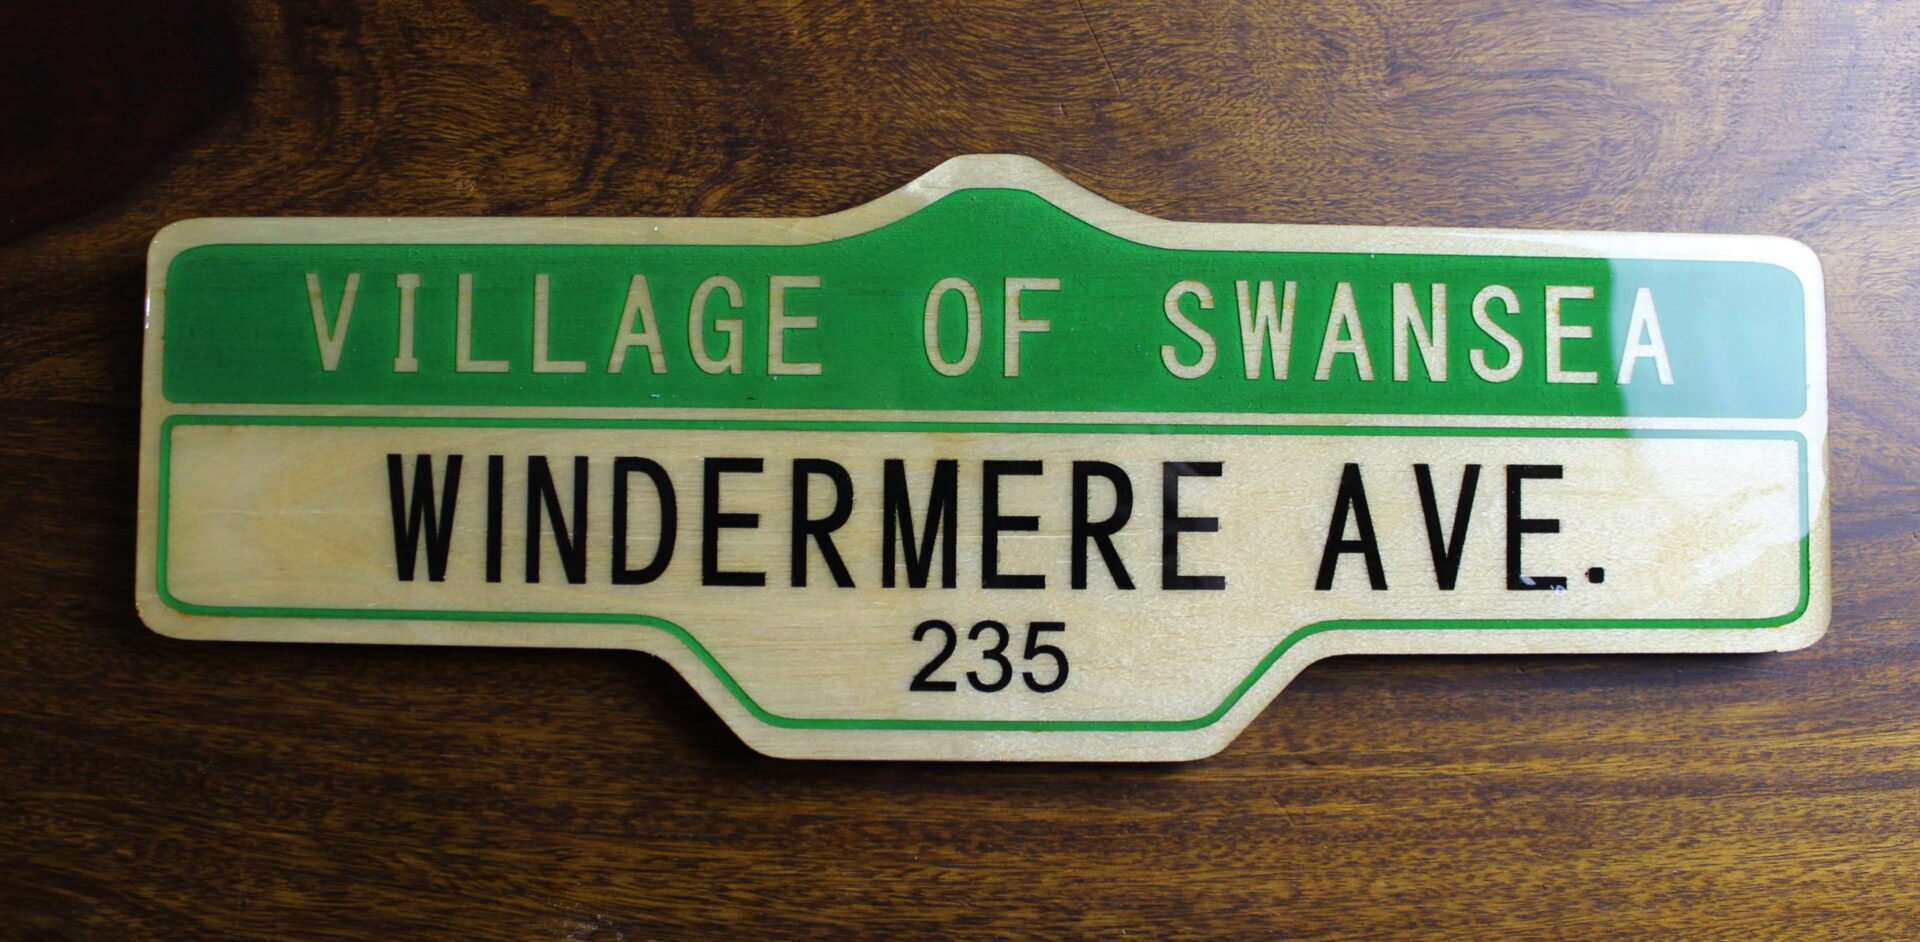 VILLAGE OF SWANSEA
WINDERMERE AVE.
235